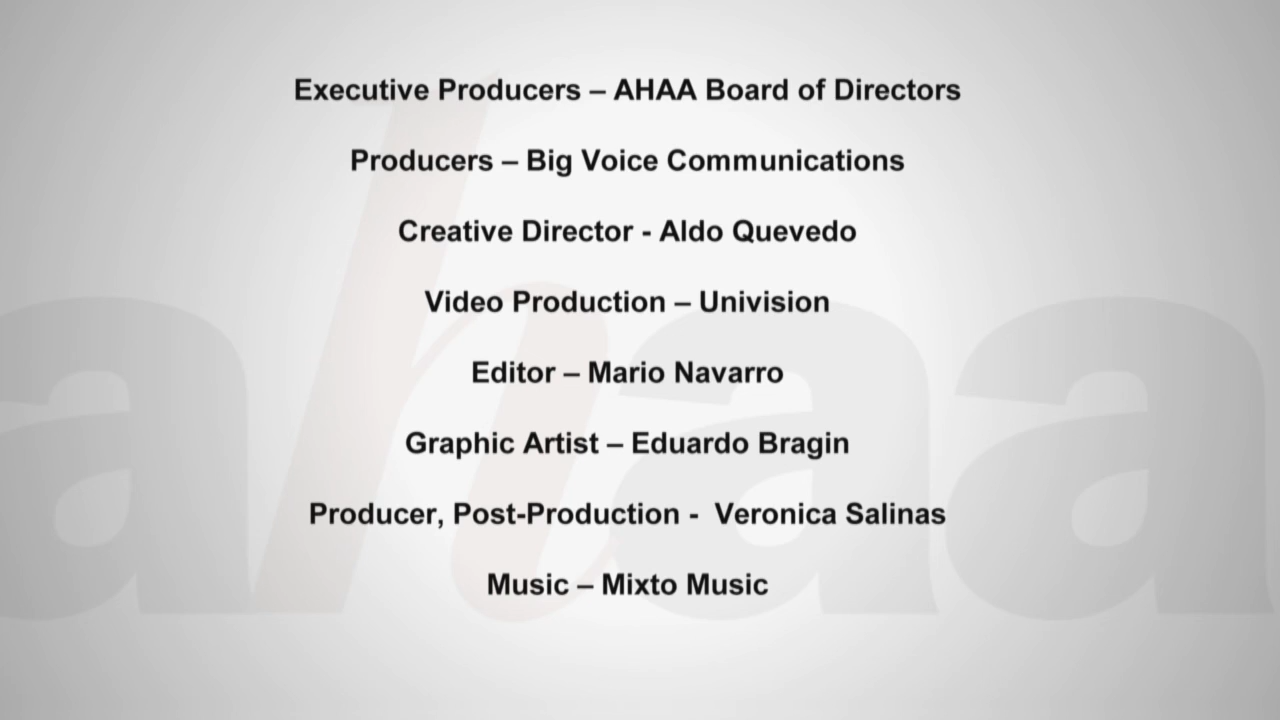 Executive Producers – AHAA Board of Directors
Producers – Big Voice Communications
Creative Director - Aldo Quevedo
Video Production – Univision
Editor – Mario Navarro
Graphic Artist – Eduardo Bragin
Producer, Post-Production -  Veronica Salinas
Music – Mixto Music
ahaa